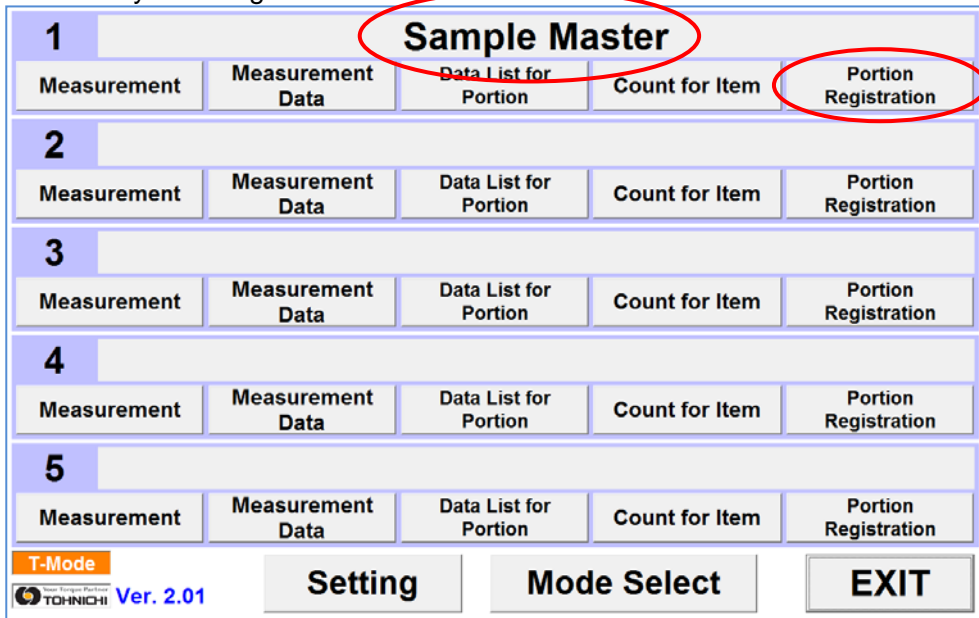 1 Sample Master
Measurement Measurement Data Data List for Portion Count for Item Portion Registration
2
Measurement Measurement Data Data List for Portion Count for Item Portion Registration
3
Measurement Measurement Data Data List for Portion Count for Item Portion Registration
4
Measurement Measurement Data Data List for Portion Count for Item Portion Registration
5
Measurement Measurement Data Data List for Portion Count for Item Portion Registration
T-Mode
Your Torque Partner
TOHNICHI Ver. 2.01 Setting Mode Select EXIT